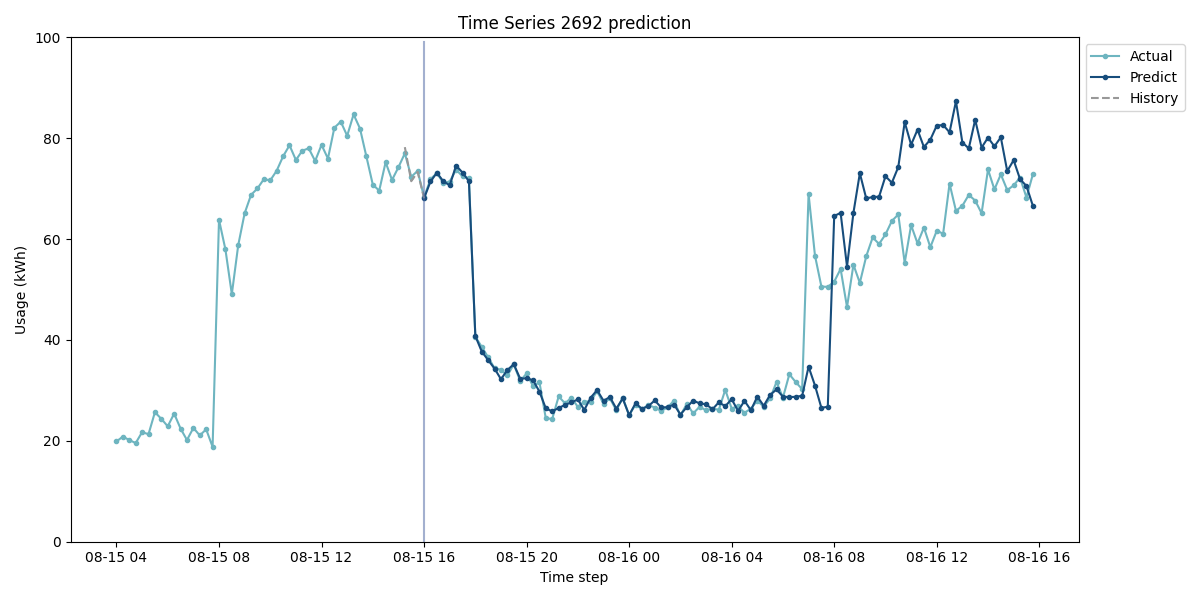 Time Series 2692 prediction
100
80
60
40
20
0
Usage (kWh)
08-15 04 08-15 08 08-15 12 08-15 16 08-15 20 08-16 00 08-16 04 08-16 08 08-16 12 08-16 16
Time step
Actual
Predict
History